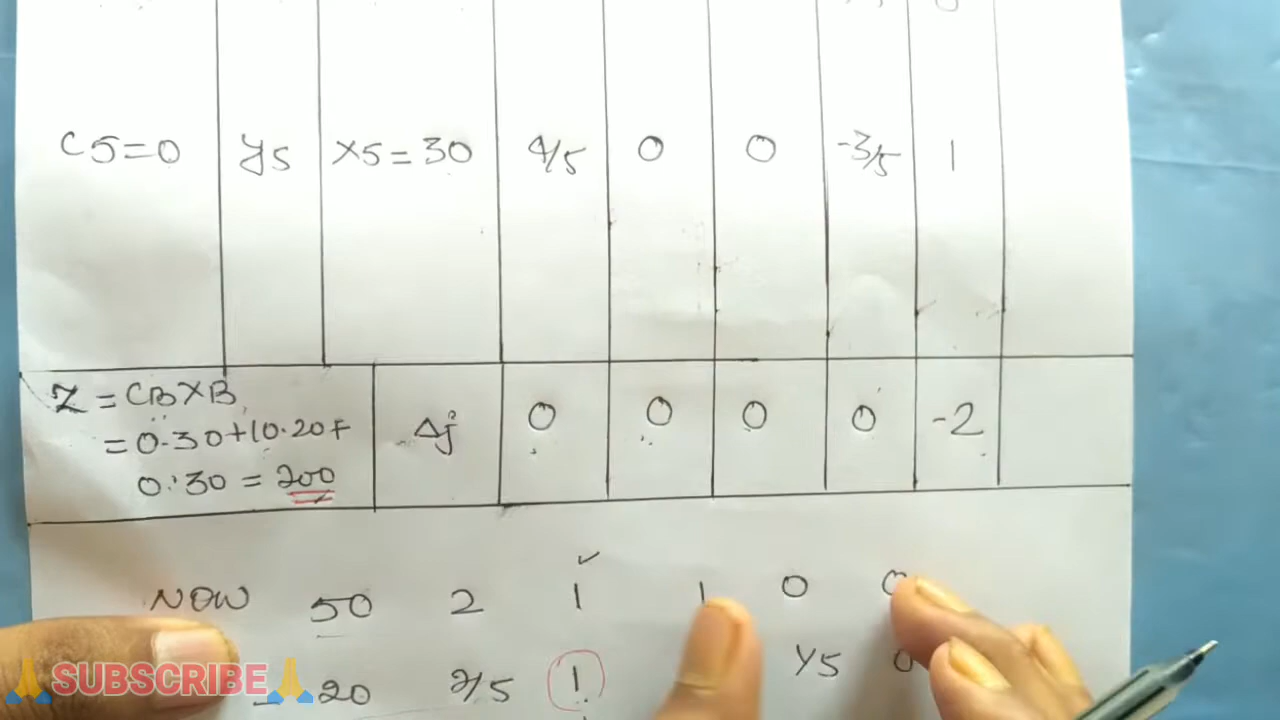 C5=0 y5 x5=30 4/5 0 0 -3/5 1
Z = CBXB
= 0.30+10.20+
0.30 = 200
Δj 0 0 0 0 -2
NOW 50 2 1 1 0 0
20 2/5 1 Y5 0
🙏SUBSCRIBE🙏